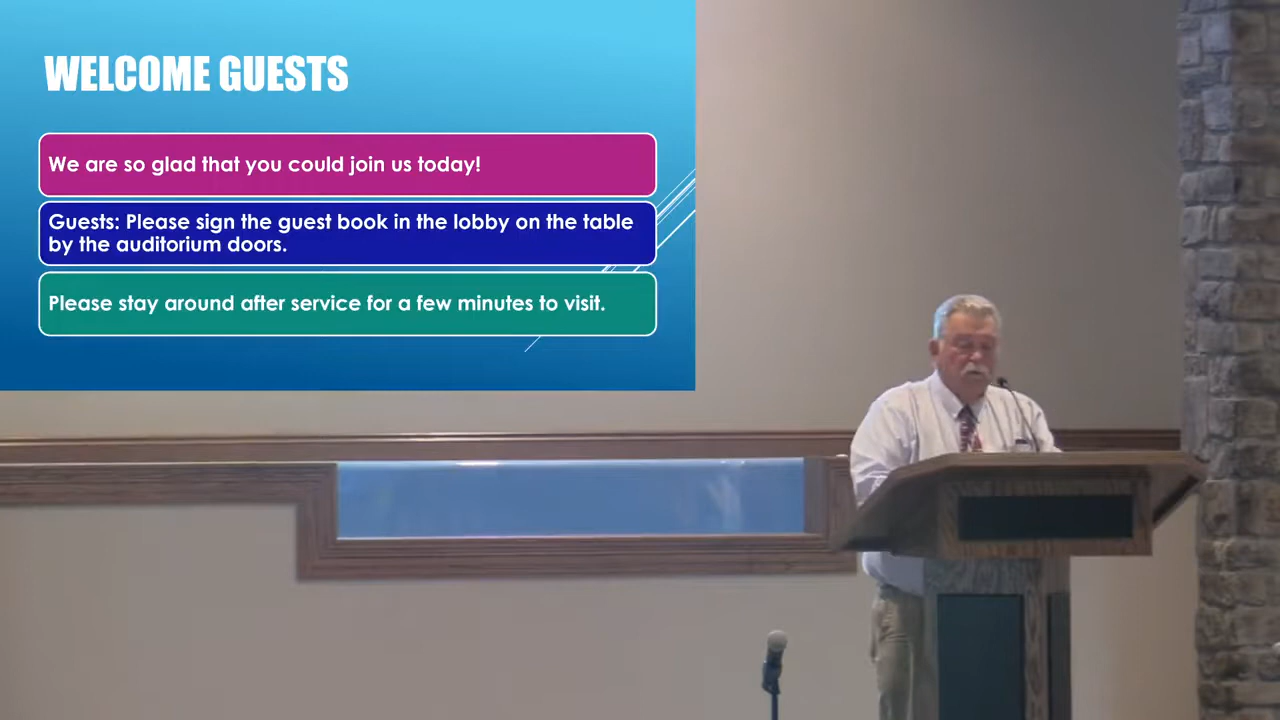 WELCOME GUESTS
We are so glad that you could join us today!
Guests: Please sign the guest book in the lobby on the table
by the auditorium doors.
Please stay around after service for a few minutes to visit.